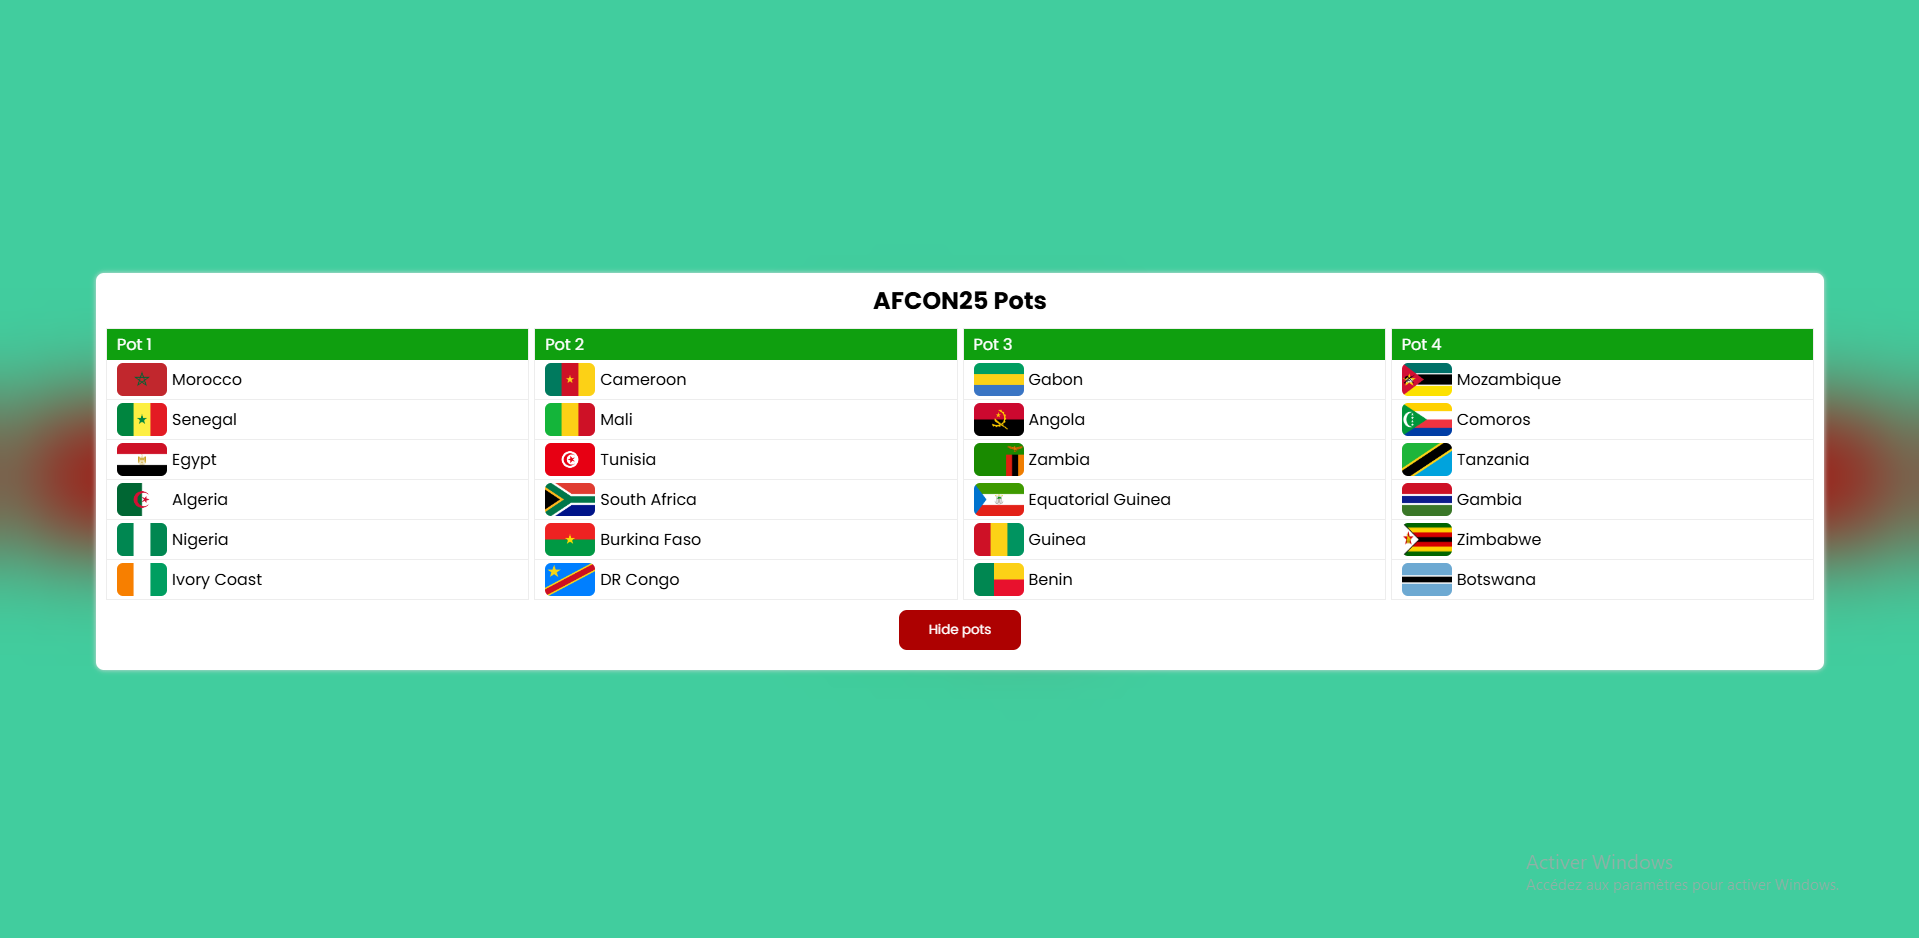 AFCON25 Pots
Pot 1
Morocco
Senegal
Egypt
Algeria
Nigeria
Ivory Coast
Pot 2
Cameroon
Mali
Tunisia
South Africa
Burkina Faso
DR Congo
Pot 3
Gabon
Angola
Zambia
Equatorial Guinea
Guinea
Benin
Pot 4
Mozambique
Comoros
Tanzania
Gambia
Zimbabwe
Botswana
Hide pots
Activer Windows
Accédez aux paramètres pour activer Windows.